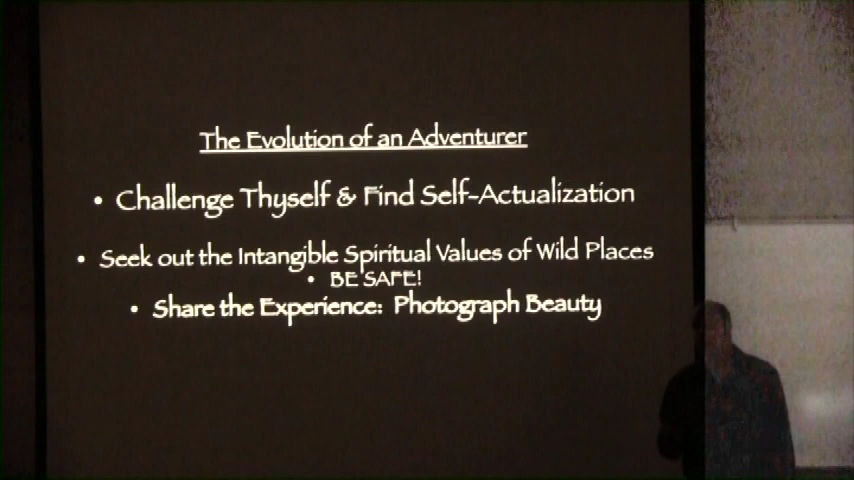 The Evolution of an Adventurer
• Challenge Thyself & Find Self-Actualization
• Seek out the Intangible Spiritual Values of Wild Places
• BE SAFE!
• Share the Experience: Photograph Beauty